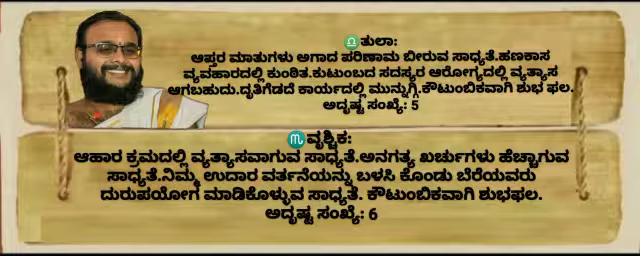 ♎ತುಲಾ:
ಆಪ್ತರ ಮಾತುಗಳು ಅಗಾದ ಪರಿಣಾಮ ಬೀರುವ ಸಾಧ್ಯತೆ.ಹಣಕಾಸ
ವ್ಯವಹಾರದಲ್ಲಿ ಕುಂಠಿತ.ಕುಟುಂಬದ ಸದಸ್ಯರ ಆರೋಗ್ಯದಲ್ಲಿ ವ್ಯತ್ಯಾಸ
ಆಗಬಹುದು.ದೃತಿಗೆಡದೆ ಕಾರ್ಯದಲ್ಲಿ ಮುನ್ನುಗ್ಗಿ.ಕೌಟುಂಬಿಕವಾಗಿ ಶುಭ ಫಲ.
ಅದೃಷ್ಟ ಸಂಖ್ಯೆ: 5
♏ವೃಶ್ಚಿಕ:
ಆಹಾರ ಕ್ರಮದಲ್ಲಿ ವ್ಯತ್ಯಾಸವಾಗುವ ಸಾಧ್ಯತೆ.ಅನಗತ್ಯ ಖರ್ಚುಗಳು ಹೆಚ್ಚಾಗುವ
ಸಾಧ್ಯತೆ.ನಿಮ್ಮ ಉದಾರ ವರ್ತನೆಯನ್ನು ಬಳಸಿ ಕೊಂಡು ಬೆರೆಯವರು
ದುರುಪಯೋಗ ಮಾಡಿಕೊಳ್ಳುವ ಸಾಧ್ಯತೆ. ಕೌಟುಂಬಿಕವಾಗಿ ಶುಭಫಲ.
ಅದೃಷ್ಟ ಸಂಖ್ಯೆ: 6